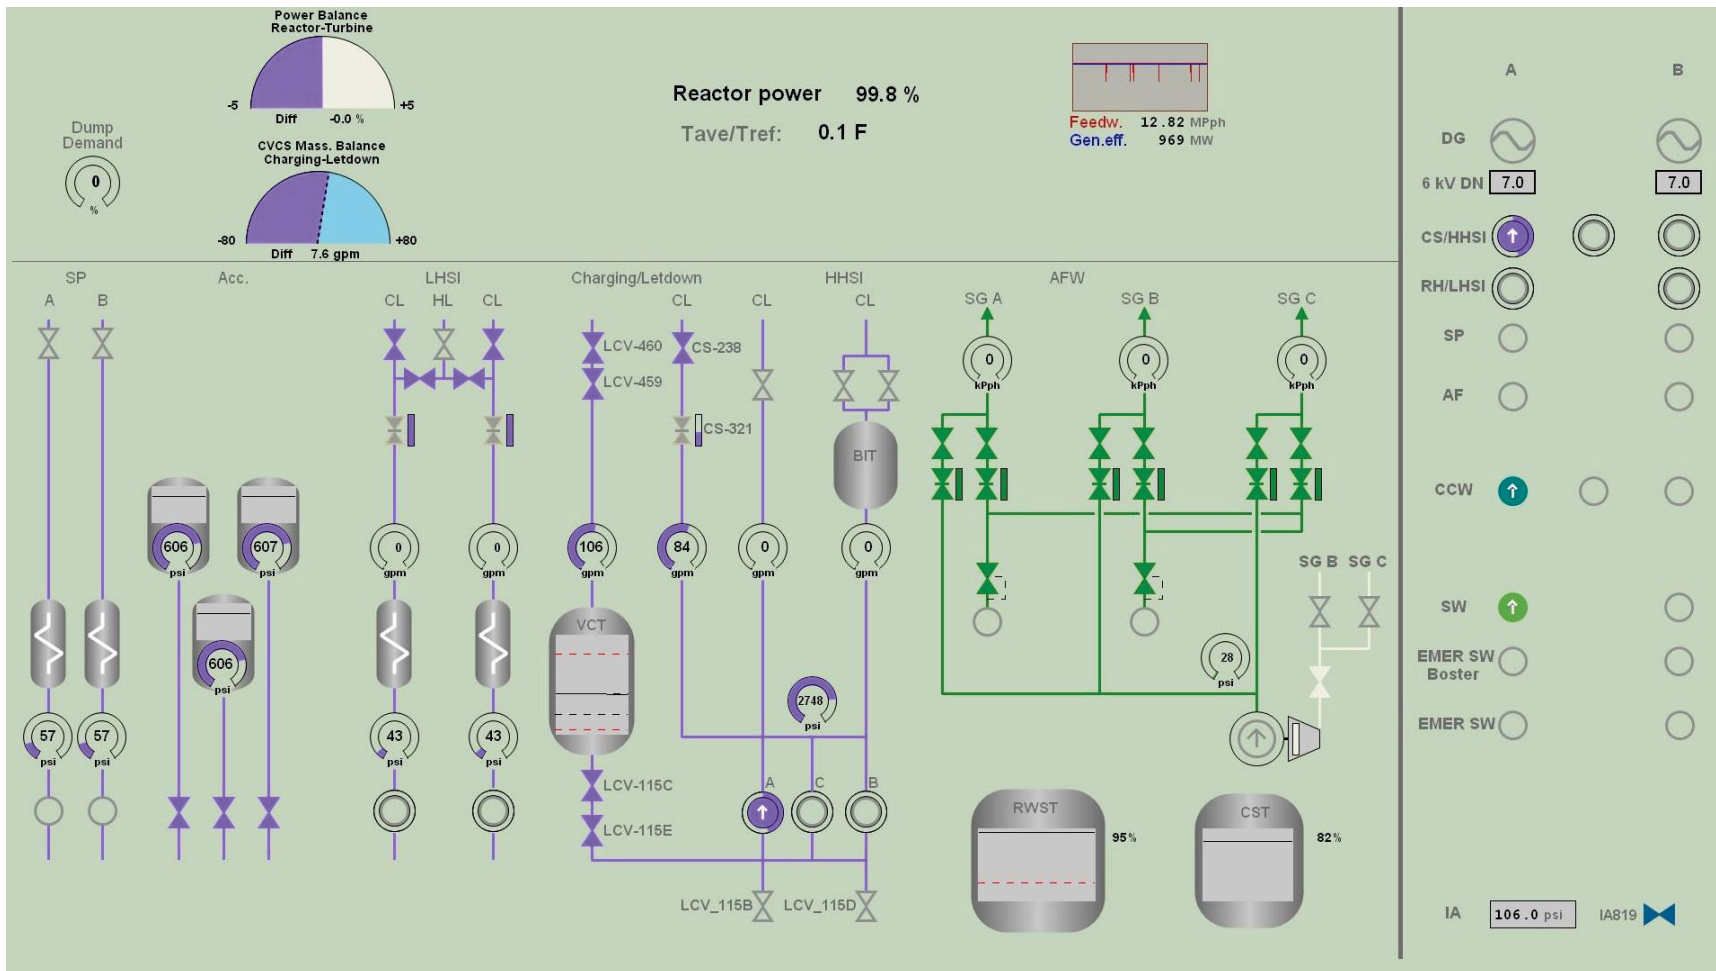 Power Balance
Reactor-Turbine
-5 +5
Diff -0.0 %
Dump
Demand
0
%
CVCS Mass. Balance
Charging-Letdown
-80 +80
Diff 7.6 gpm
Reactor power 99.8 %
Tave/Tref: 0.1 F
Feedw. 12.82 MPph
Gen.eff. 969 MW
SP Acc. LHSI Charging/Letdown HHSI AFW
A B CL HL CL CL CL CL SG A SG B SG C
LCV-460 CS-238
LCV-459
CS-321
0 0 0
kPph kPph kPph
BIT
606 607 0 0 106 84 0 0
psi psi gpm gpm gpm gpm gpm gpm
SG B SG C
VCT
606
psi
28
psi
2748
psi
57 57 43 43
psi psi psi psi
LCV-115C
A C B
LCV-115E
RWST
95%
CST
82%
LCV_115B LCV_115D
A B
DG
6 kV DN 7.0 7.0
CS/HHSI
RH/LHSI
SP
AF
CCW
SW
EMER SW
Boster
EMER SW
IA 106.0 psi IA819